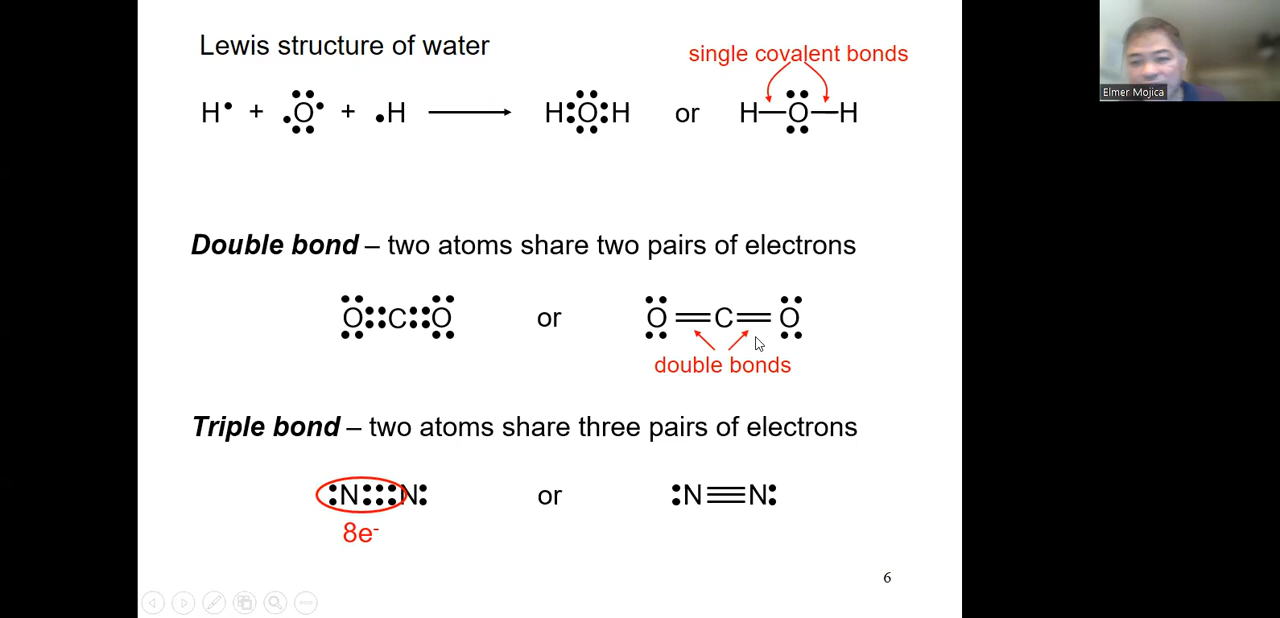 Lewis structure of water
single covalent bonds
Elmer Mojica
H• + •Ö• + •H ⟶ H:Ö:H or H—O—H
Double bond – two atoms share two pairs of electrons
O::C::O or O=C=O
double bonds
Triple bond – two atoms share three pairs of electrons
:N:::N: or :N≡N:
8e⁻
6